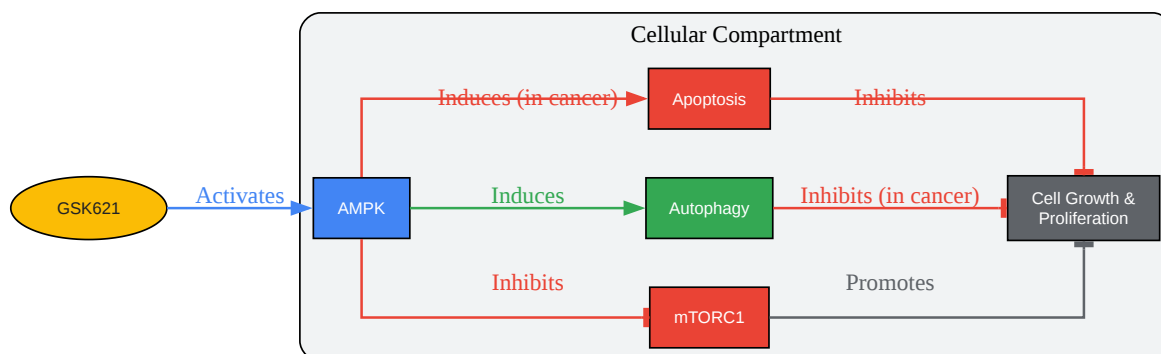 Cellular Compartment
Induces (in cancer)
Apoptosis
Inhibits
GSK621
Activates
AMPK
Induces
Autophagy
Inhibits (in cancer)
Cell Growth &
Proliferation
Inhibits
mTORC1
Promotes